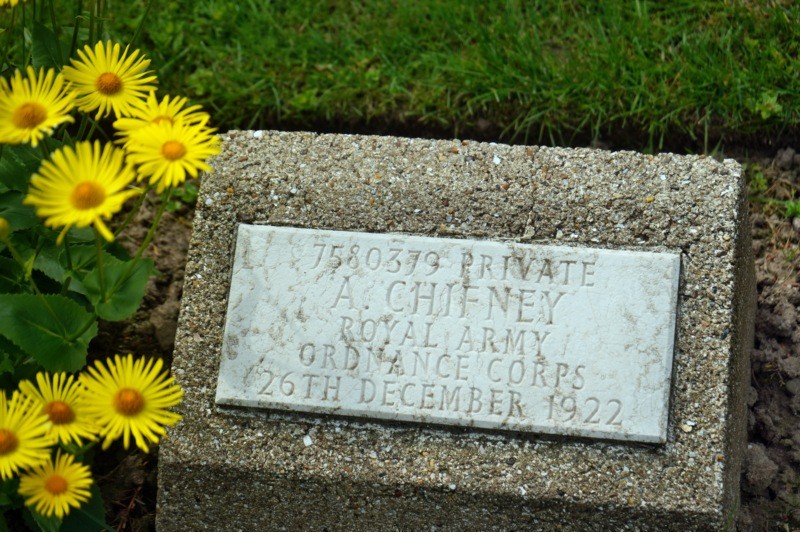 7580379 PRIVATE
A. CHIFNEY
ROYAL ARMY
ORDNANCE CORPS
26TH DECEMBER 1922